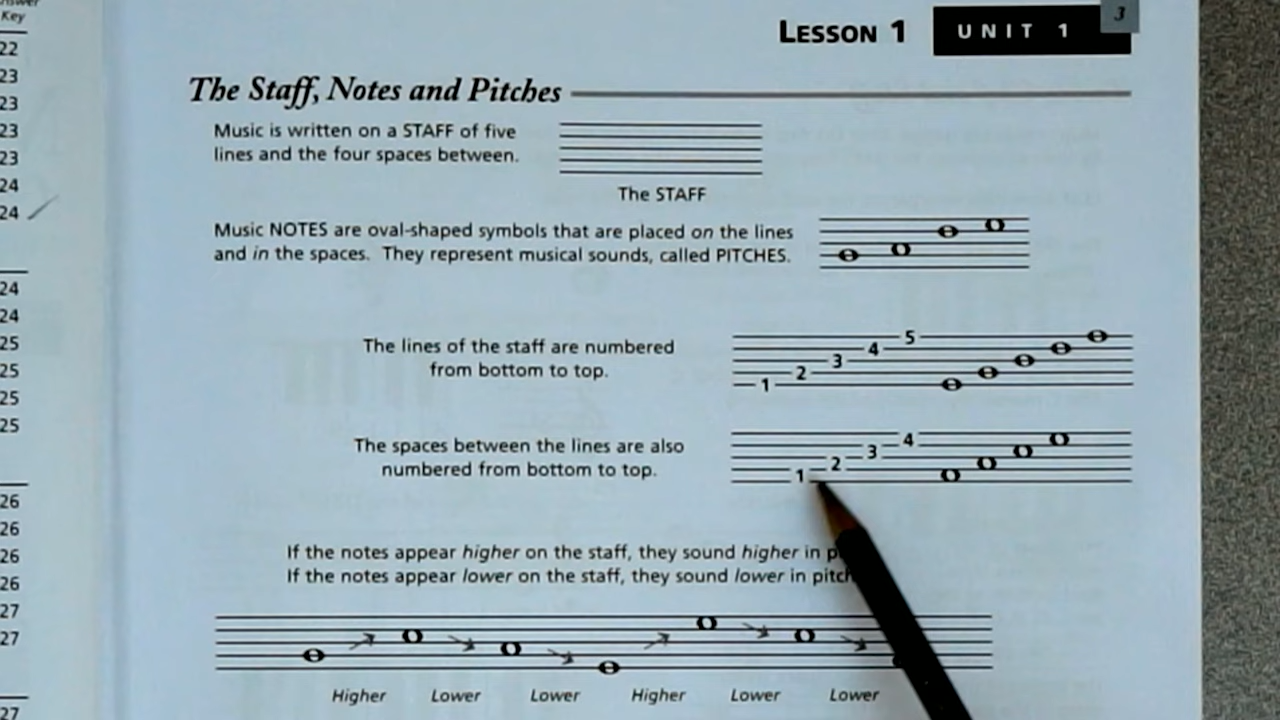 nswer
Key
22
23
23
23
23
24
24
24
24
25
25
25
25
26
26
26
26
27
27
27
3
LESSON 1 UNIT 1
The Staff, Notes and Pitches
Music is written on a STAFF of five
lines and the four spaces between.
The STAFF
Music NOTES are oval-shaped symbols that are placed on the lines
and in the spaces. They represent musical sounds, called PITCHES.
The lines of the staff are numbered
from bottom to top.
1 2 3 4 5
The spaces between the lines are also
numbered from bottom to top.
1 2 3 4
If the notes appear higher on the staff, they sound higher in p
If the notes appear lower on the staff, they sound lower in pitch
Higher Lower Lower Higher Lower Lower